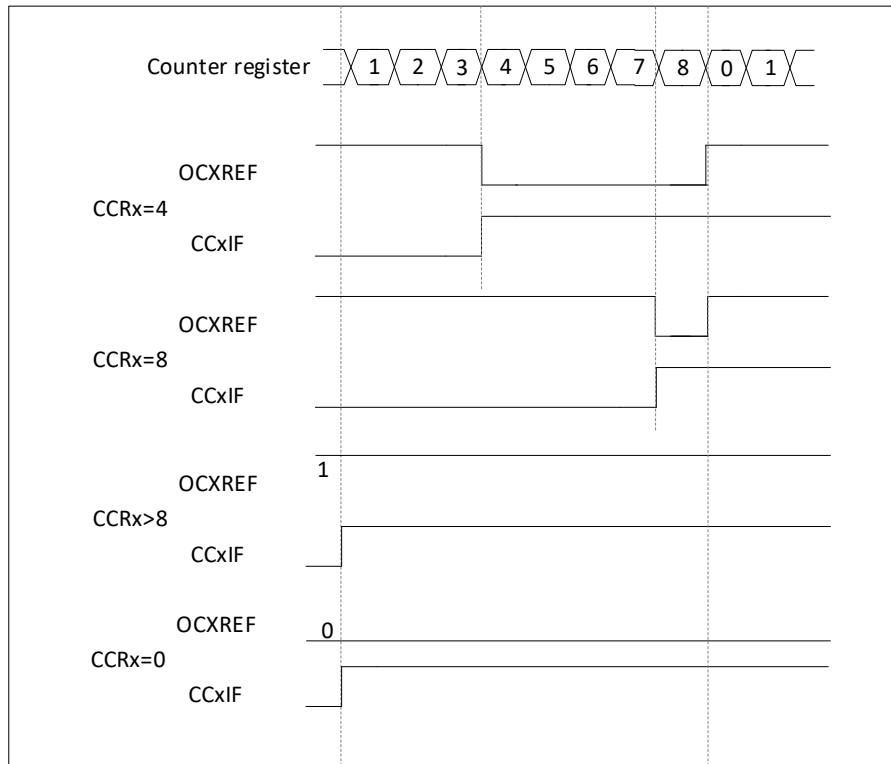 Counter register 1 2 3 4 5 6 7 8 0 1
OCXREF
CCRx=4
CCxIF
OCXREF
CCRx=8
CCxIF
1
OCXREF
CCRx>8
CCxIF
OCXREF 0
CCRx=0
CCxIF